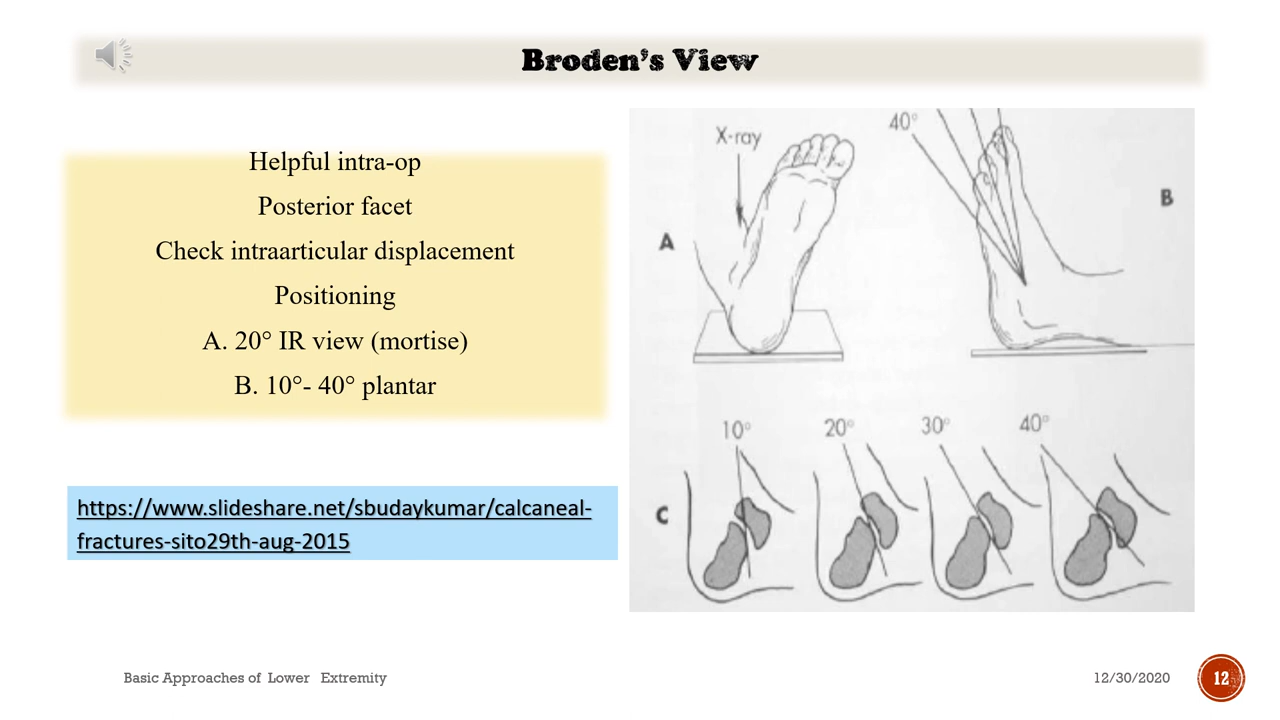 Broden's View
Helpful intra-op
Posterior facet
Check intraarticular displacement
Positioning
A. 20° IR view (mortise)
B. 10°- 40° plantar
https://www.slideshare.net/sbudaykumar/calcaneal-
fractures-sito29th-aug-2015
X-ray
A
40°
B
10°
20°
30°
40°
C
Basic Approaches of Lower Extremity
12/30/2020
12